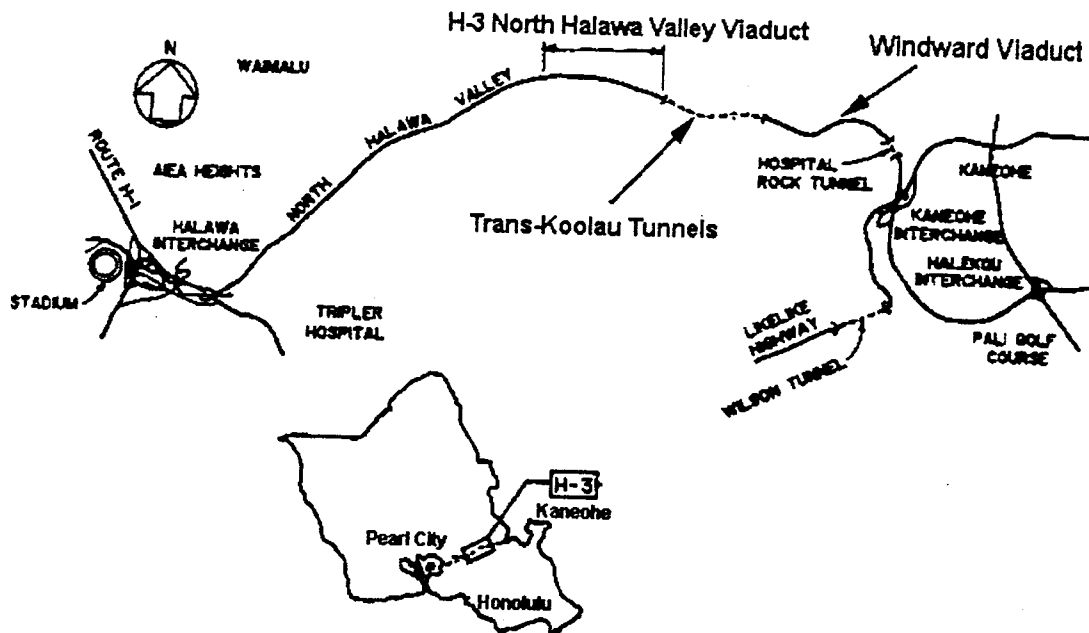 H-3 North Halawa Valley Viaduct
Windward Viaduct
N
WAIMALU
NORTH HALAWA VALLEY
ROUTE H-1
AIEA HEIGHTS
HALAWA
INTERCHANGE
STADIUM
TRIPLER
HOSPITAL
Trans-Koolau Tunnels
HOSPITAL
ROCK TUNNEL
KANEOHE
KANEOHE
INTERCHANGE
HALEKOU
INTERCHANGE
LIKELIKE
HIGHWAY
WILSON TUNNEL
PALI GOLF
COURSE
H-3
Kaneohe
Pearl City
Honolulu